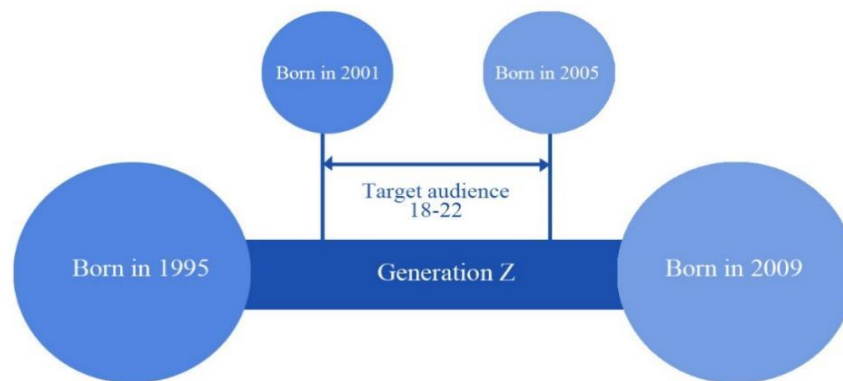 Born in 2001
Born in 2005
Target audience
18-22
Born in 1995
Generation Z
Born in 2009